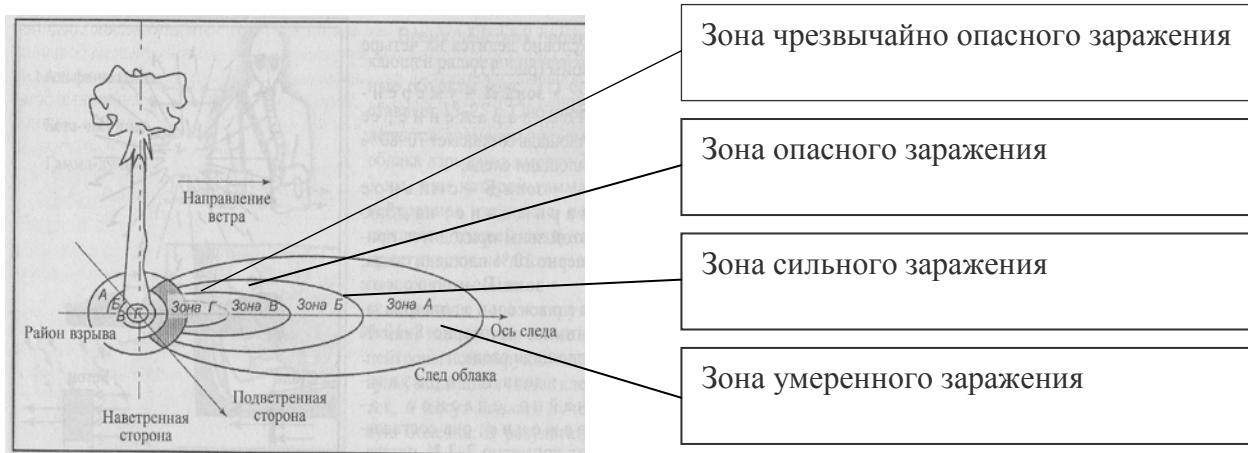 Зона чрезвычайно опасного заражения
Зона опасного заражения
Зона сильного заражения
Зона умеренного заражения
Направление
ветра
А
Б
В
Г
Зона Г
Зона В
Зона Б
Зона А
Район взрыва
Ось следа
След облака
Подветренная
сторона
Наветренная
сторона